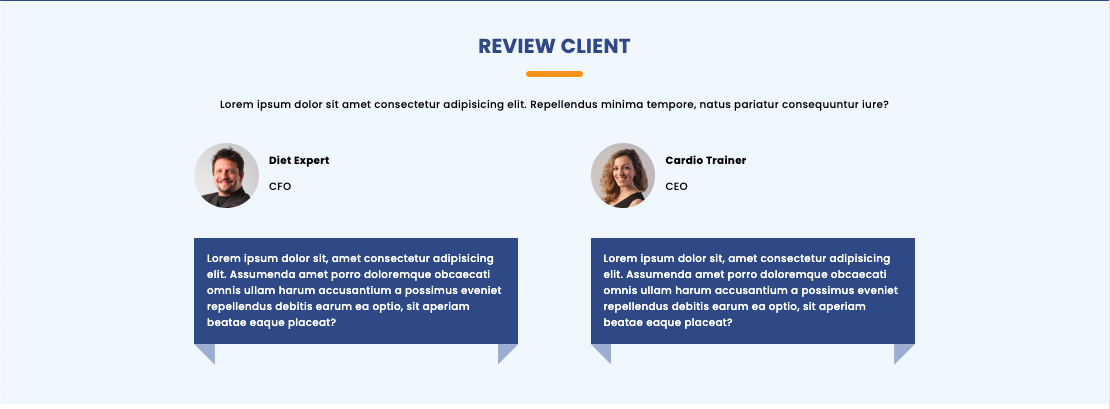 REVIEW CLIENT
Lorem ipsum dolor sit amet consectetur adipisicing elit. Repellendus minima tempore, natus pariatur consequuntur iure?
Diet Expert
CFO
Lorem ipsum dolor sit, amet consectetur adipisicing
elit. Assumenda amet porro doloremque obcaecati
omnis ullam harum accusantium a possimus eveniet
repellendus debitis earum ea optio, sit aperiam
beatae eaque placeat?
Cardio Trainer
CEO
Lorem ipsum dolor sit, amet consectetur adipisicing
elit. Assumenda amet porro doloremque obcaecati
omnis ullam harum accusantium a possimus eveniet
repellendus debitis earum ea optio, sit aperiam
beatae eaque placeat?